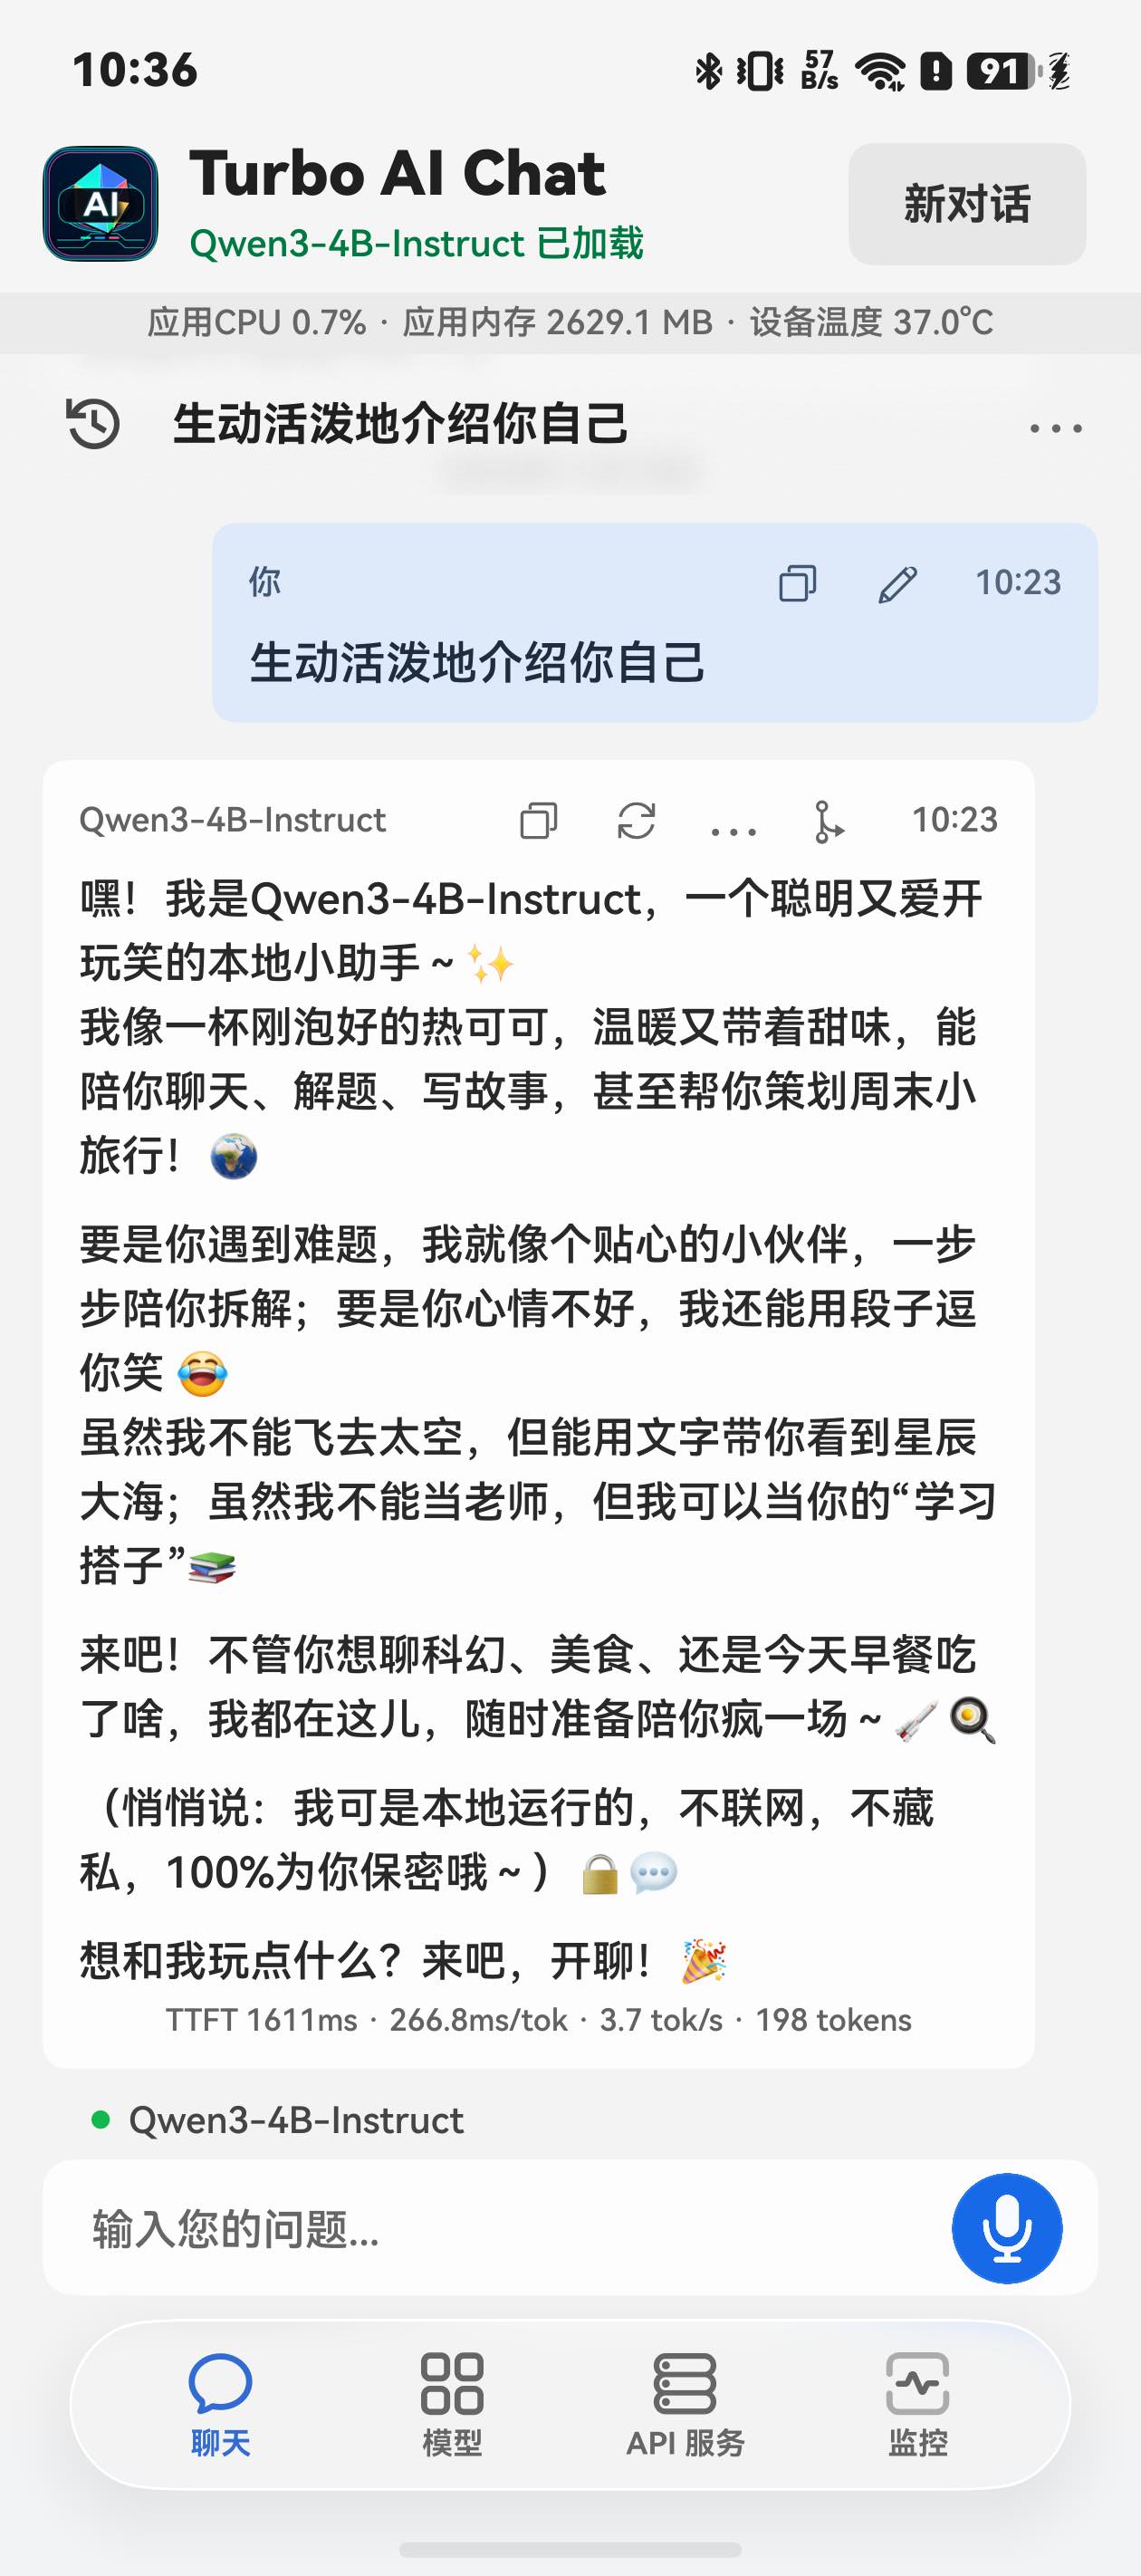 10:36
57
B/s
91
AI
Turbo AI Chat
Qwen3-4B-Instruct 已加载
新对话
应用CPU 0.7% · 应用内存 2629.1 MB · 设备温度 37.0℃
生动活泼地介绍你自己
你
10:23
生动活泼地介绍你自己
Qwen3-4B-Instruct
10:23
嘿！我是Qwen3-4B-Instruct，一个聪明又爱开
玩笑的本地小助手～✨
我像一杯刚泡好的热可可，温暖又带着甜味，能
陪你聊天、解题、写故事，甚至帮你策划周末小
旅行！🌍
要是你遇到难题，我就像个贴心的小伙伴，一步
步陪你拆解；要是你心情不好，我还能用段子逗
你笑 😂
虽然我不能飞去太空，但能用文字带你看到星辰
大海；虽然我不能当老师，但我可以当你的“学习
搭子”📚
来吧！不管你想聊科幻、美食、还是今天早餐吃
了啥，我都在这儿，随时准备陪你疯一场～🚀🍳
（悄悄说：我可是本地运行的，不联网，不藏
私，100%为你保密哦～）🔒💬
想和我玩点什么？来吧，开聊！🎉
TTFT 1611ms · 266.8ms/tok · 3.7 tok/s · 198 tokens
Qwen3-4B-Instruct
输入您的问题...
聊天
模型
API 服务
监控